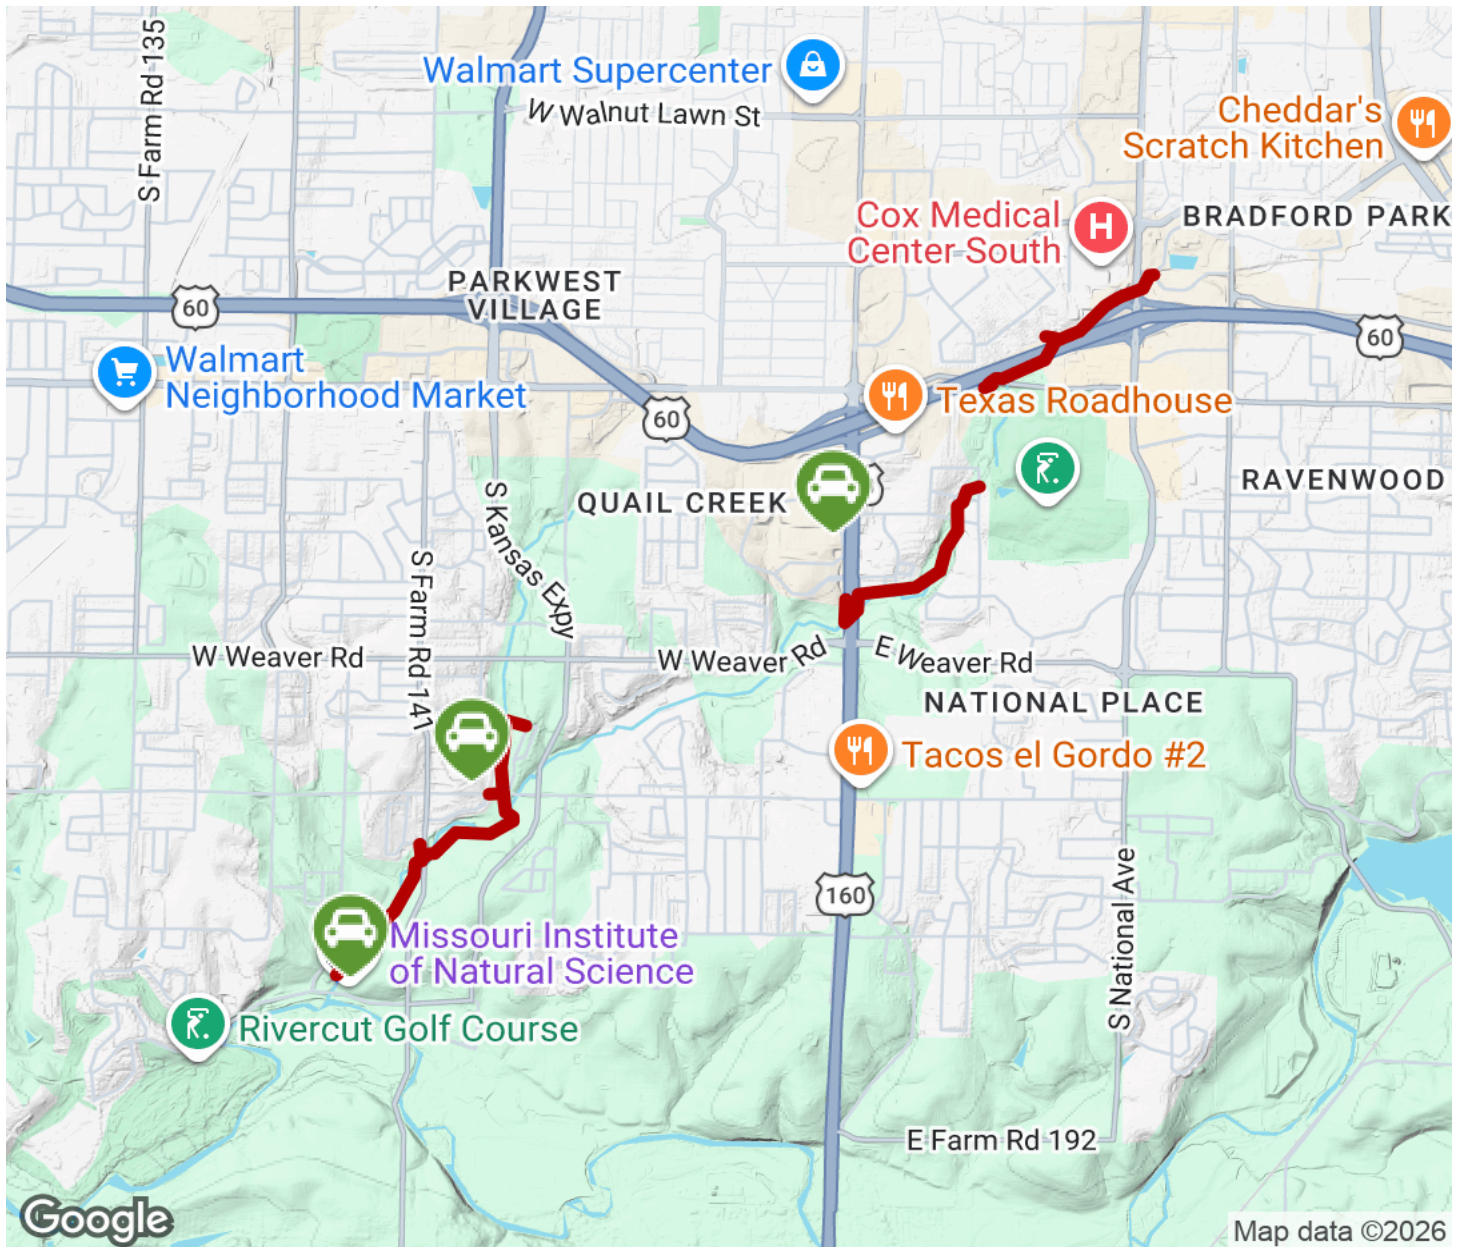 S Farm Rd 135
Walmart Supercenter
W Walnut Lawn St
Cheddar's
Scratch Kitchen
Cox Medical
Center South
H
BRADFORD PARK
PARKWEST
VILLAGE
60
60
Walmart
Neighborhood Market
60
Texas Roadhouse
RAVENWOOD
QUAIL CREEK
S Kansas Expy
S Farm Rd 141
W Weaver Rd
W Weaver Rd
E Weaver Rd
NATIONAL PLACE
Tacos el Gordo #2
160
S National Ave
Missouri Institute
of Natural Science
Rivercut Golf Course
E Farm Rd 192
Google
Map data ©2026